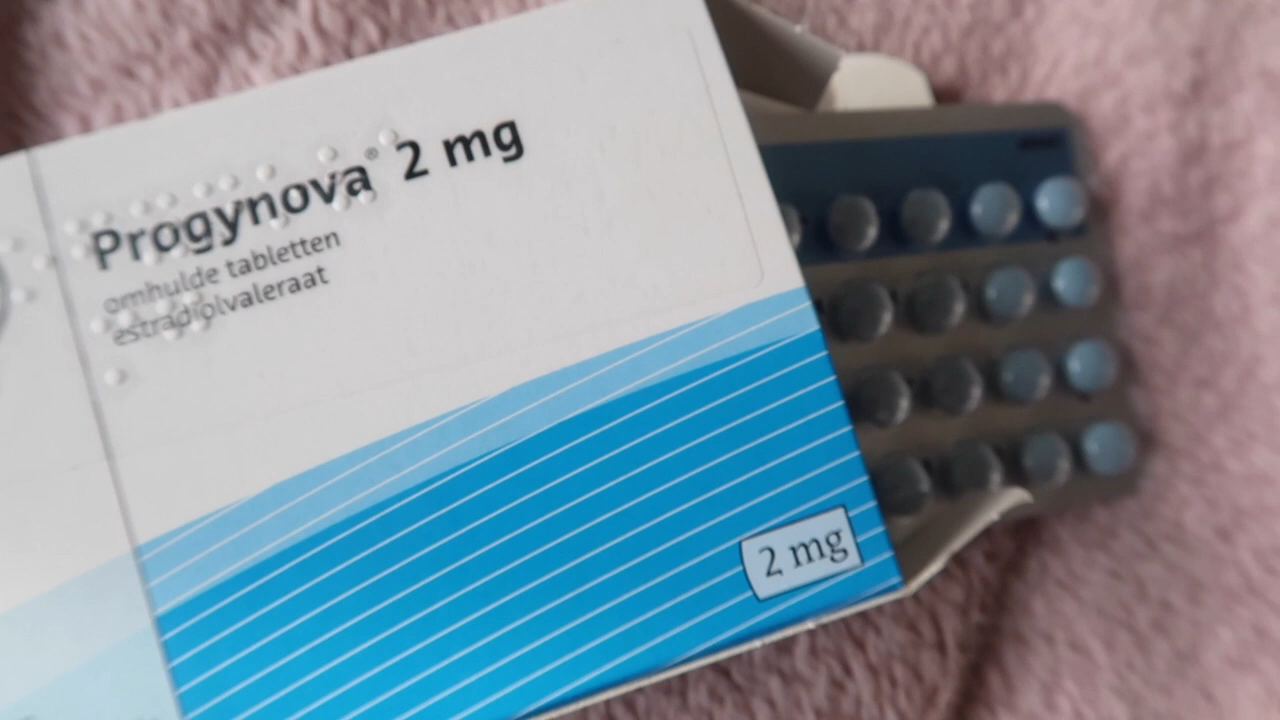 Progynova® 2 mg
omhulde tabletten
estradiolvaleraat
2 mg